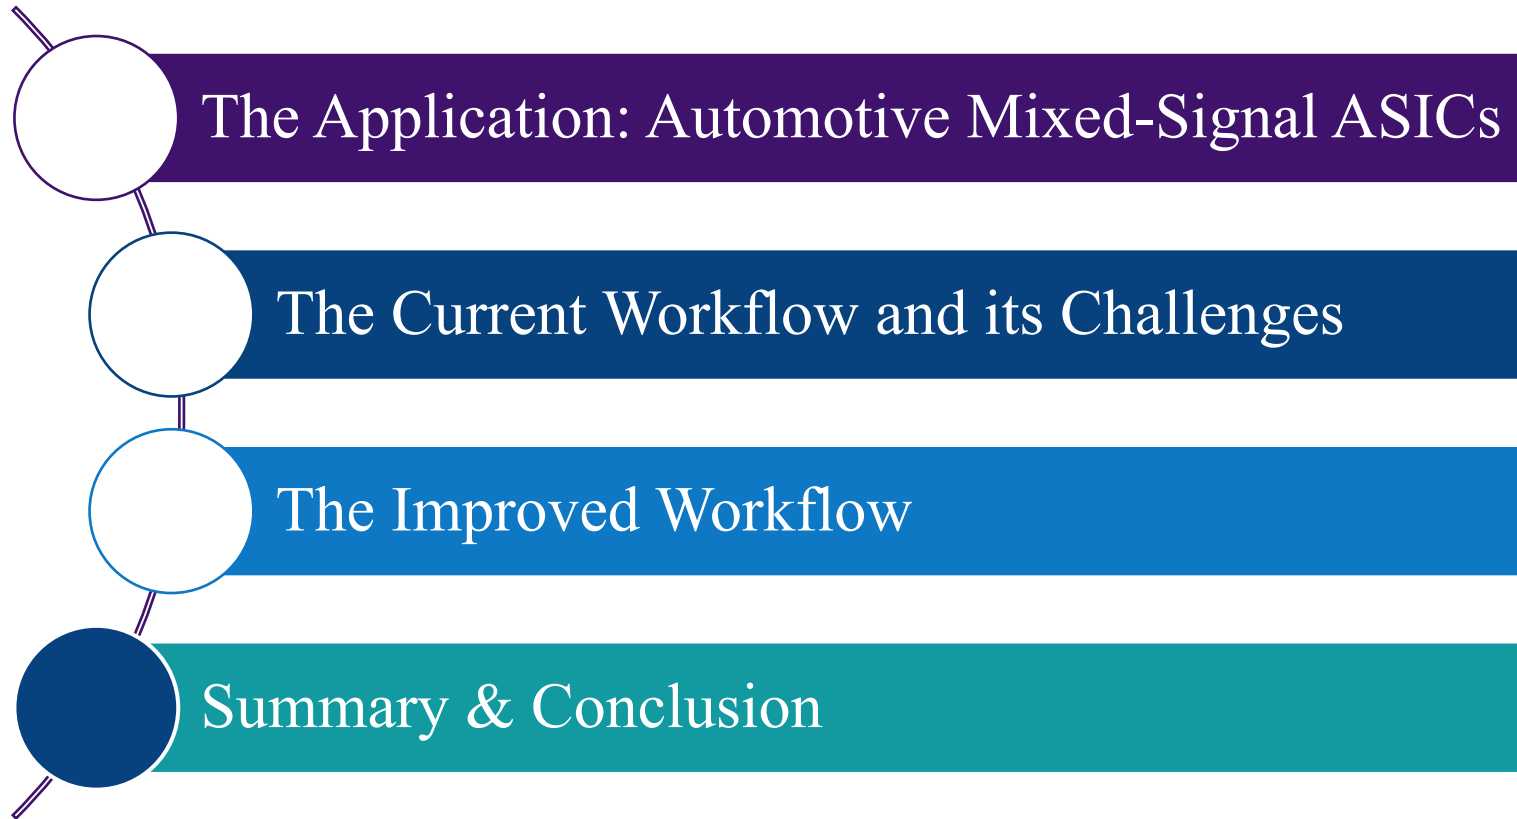 The Application: Automotive Mixed-Signal ASICs
The Current Workflow and its Challenges
The Improved Workflow
Summary & Conclusion